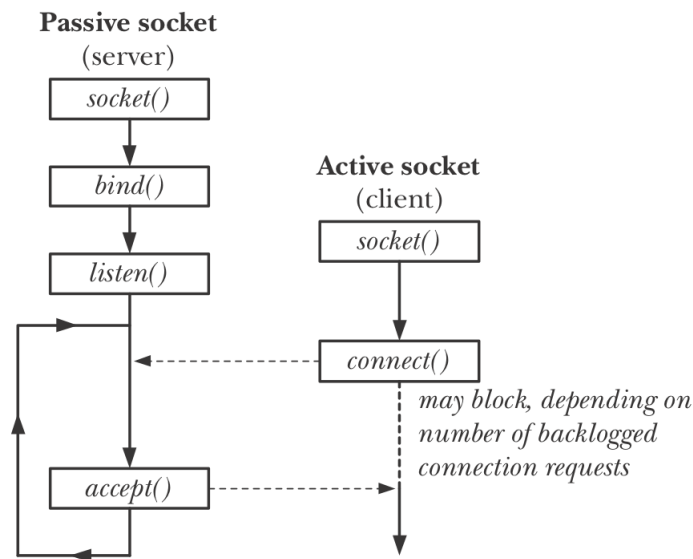 Passive socket
(server)
socket()
bind()
listen()
accept()
Active socket
(client)
socket()
connect()
may block, depending on
number of backlogged
connection requests